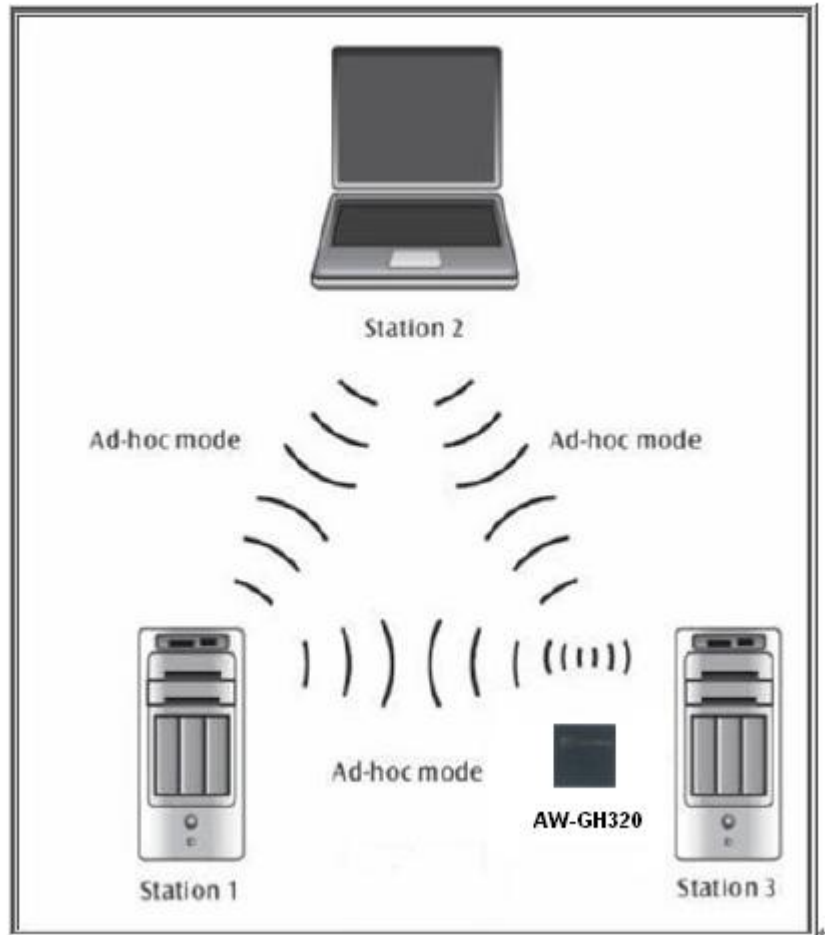 Station 2
Ad-hoc mode
Ad-hoc mode
Ad-hoc mode
AW-GH320
Station 1
Station 3